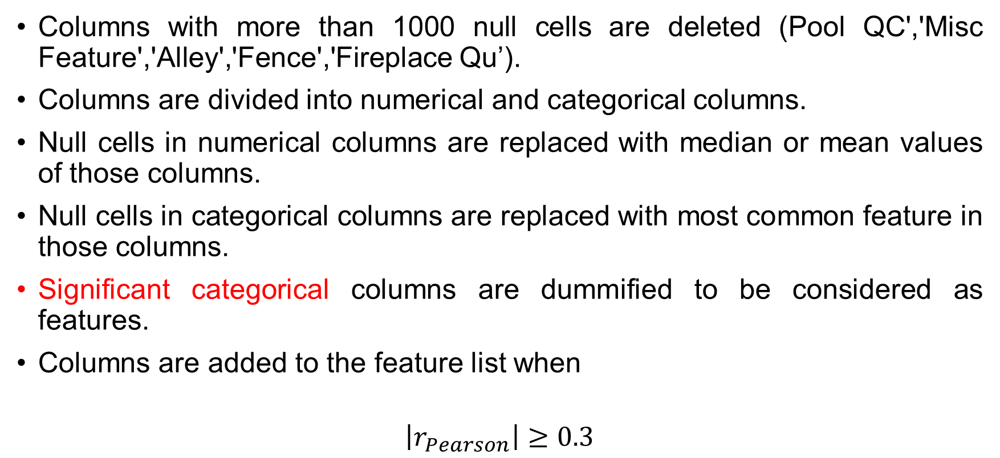 • Columns with more than 1000 null cells are deleted (Pool QC','Misc
Feature','Alley','Fence','Fireplace Qu’).
• Columns are divided into numerical and categorical columns.
• Null cells in numerical columns are replaced with median or mean values
of those columns.
• Null cells in categorical columns are replaced with most common feature in
those columns.
• Significant categorical columns are dummified to be considered as
features.
• Columns are added to the feature list when
|r_Pearson| ≥ 0.3